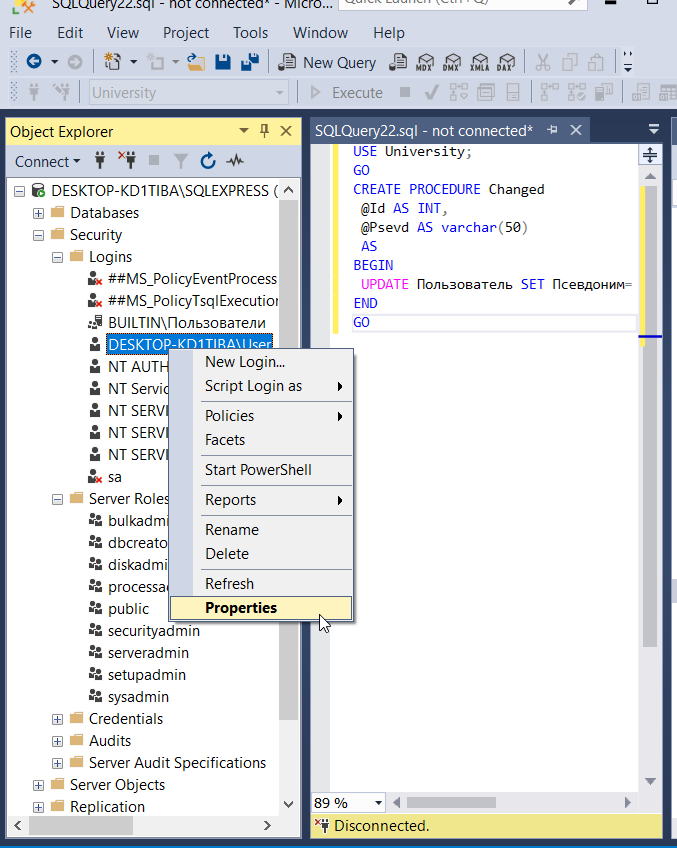 SQLQuery22.sql - not connected* - Micro...
Quick Launch (Ctrl+Q)
File Edit View Project Tools Window Help
New Query MDX DMX XMLA DAX
University Execute
Object Explorer
Connect
DESKTOP-KD1TIBA\SQLEXPRESS (
Databases
Security
Logins
##MS_PolicyEventProcess
##MS_PolicyTsqlExecution
BUILTIN\Пользователи
DESKTOP-KD1TIBA\User
NT AUTH
NT Servic
NT SERVI
NT SERV
NT SERV
sa
Server Roles
bulkadmi
dbcreato
diskadmi
processa
public
securityadmin
serveradmin
setupadmin
sysadmin
Credentials
Audits
Server Audit Specifications
Server Objects
Replication
New Login...
Script Login as
Policies
Facets
Start PowerShell
Reports
Rename
Delete
Refresh
Properties
SQLQuery22.sql - not connected*
USE University;
GO
CREATE PROCEDURE Changed
@Id AS INT,
@Psevd AS varchar(50)
AS
BEGIN
UPDATE Пользователь SET Псевдоним=
END
GO
89 %
Disconnected.